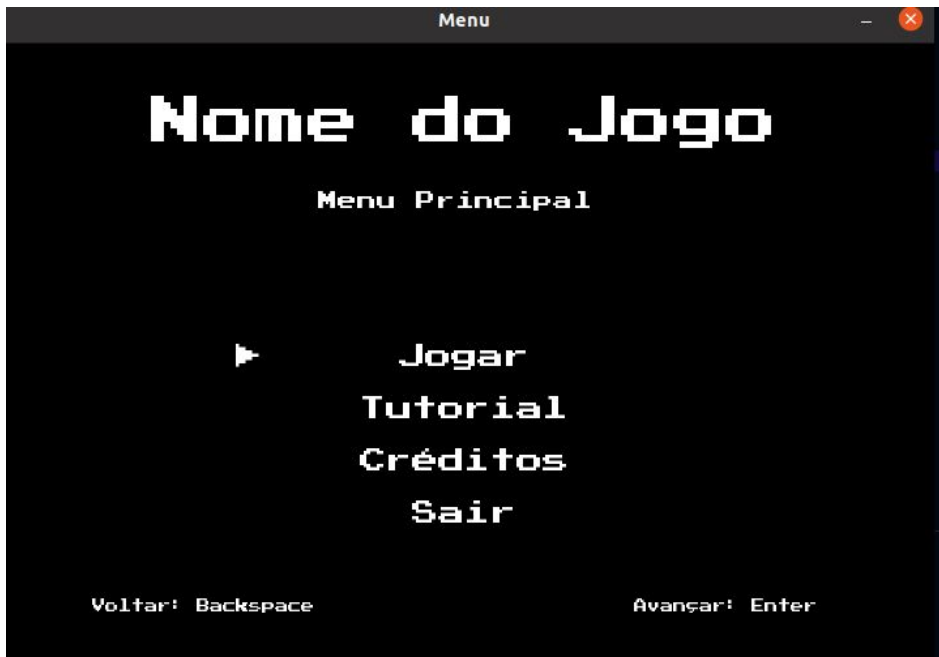 Menu
Nome do Jogo
Menu Principal
Jogar
Tutorial
Créditos
Sair
Voltar: Backspace
Avançar: Enter